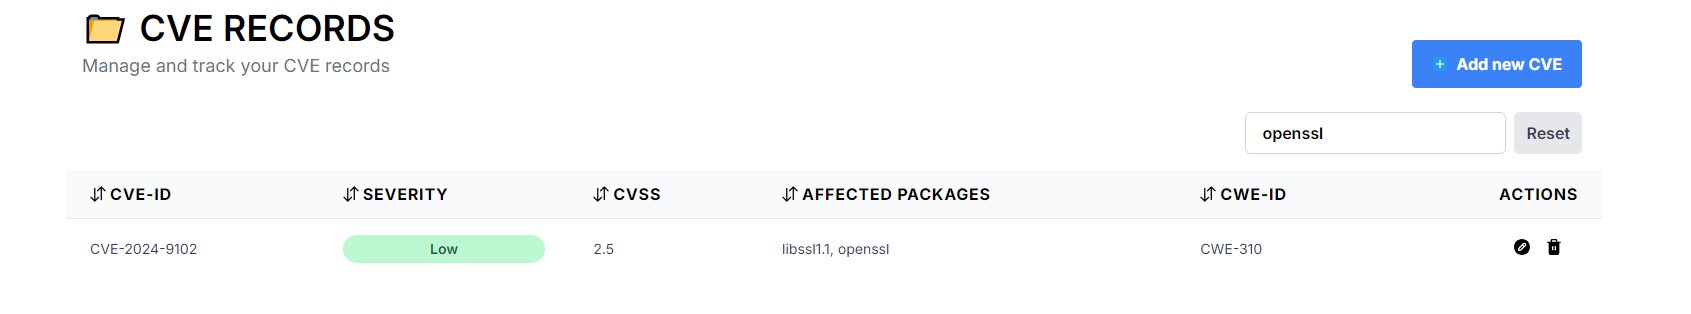 CVE RECORDS
Manage and track your CVE records
Add new CVE
openssl Reset
CVE-ID SEVERITY CVSS AFFECTED PACKAGES CWE-ID ACTIONS
CVE-2024-9102 Low 2.5 libssl1.1, openssl CWE-310